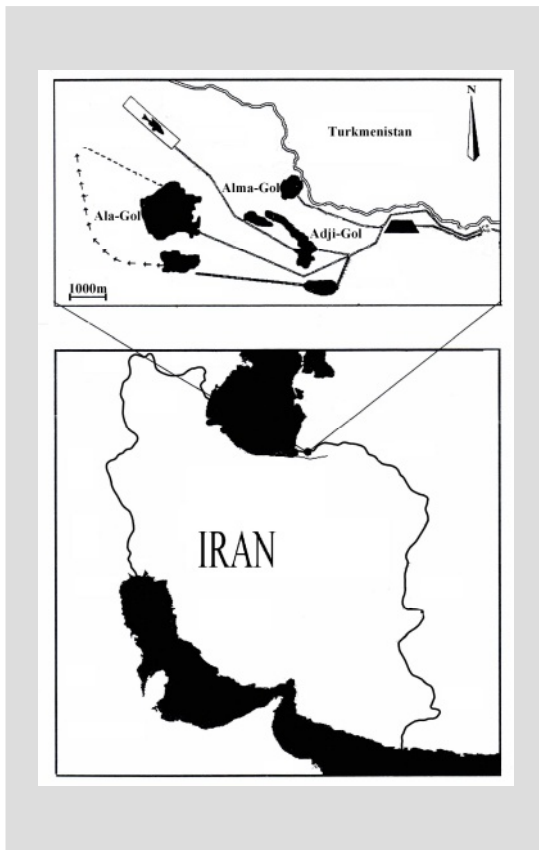 N
Turkmenistan
Alma-Gol
Ala-Gol
Adji-Gol
1000m
IRAN